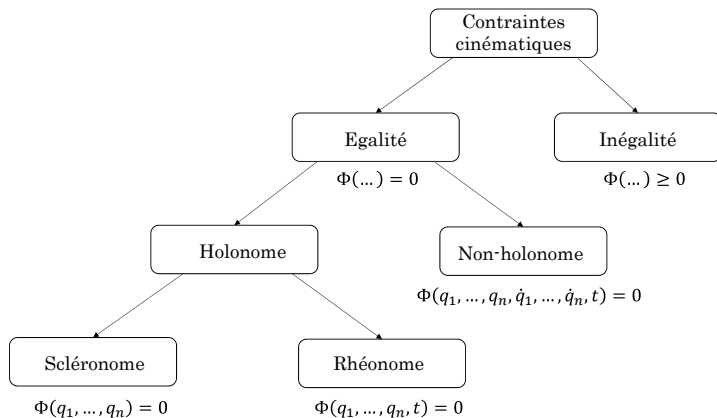 Contraintes
cinématiques
Egalité
Inégalité
Φ(…) = 0
Φ(…) ≥ 0
Holonome
Non-holonome
Φ(q₁, …, qₙ, q̇₁, …, q̇ₙ, t) = 0
Scléronome
Rhéonome
Φ(q₁, …, qₙ) = 0
Φ(q₁, …, qₙ, t) = 0